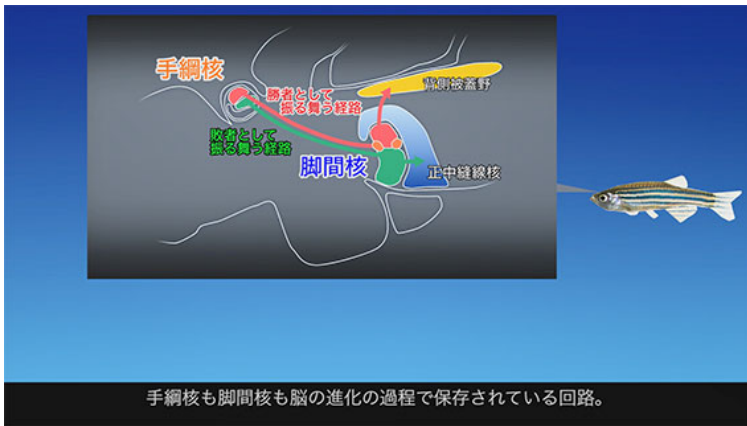 手綱核
勝者として
振る舞う経路
背側被蓋野
敗者として
振る舞う経路
脚間核
正中縫線核
手綱核も脚間核も脳の進化の過程で保存されている回路。